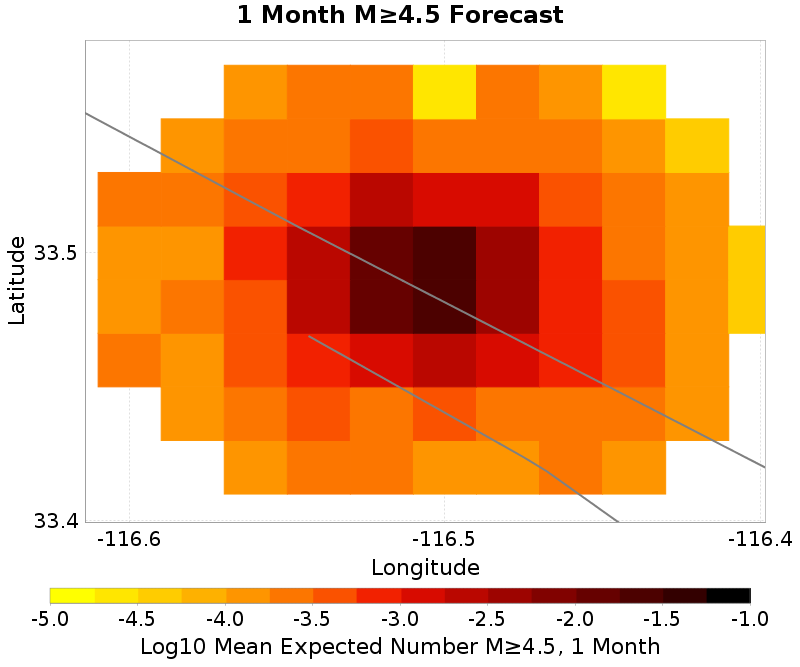 1 Month M≥4.5 Forecast
Latitude
33.5
33.4
-116.6 -116.5 -116.4
Longitude
-5.0 -4.5 -4.0 -3.5 -3.0 -2.5 -2.0 -1.5 -1.0
Log10 Mean Expected Number M≥4.5, 1 Month